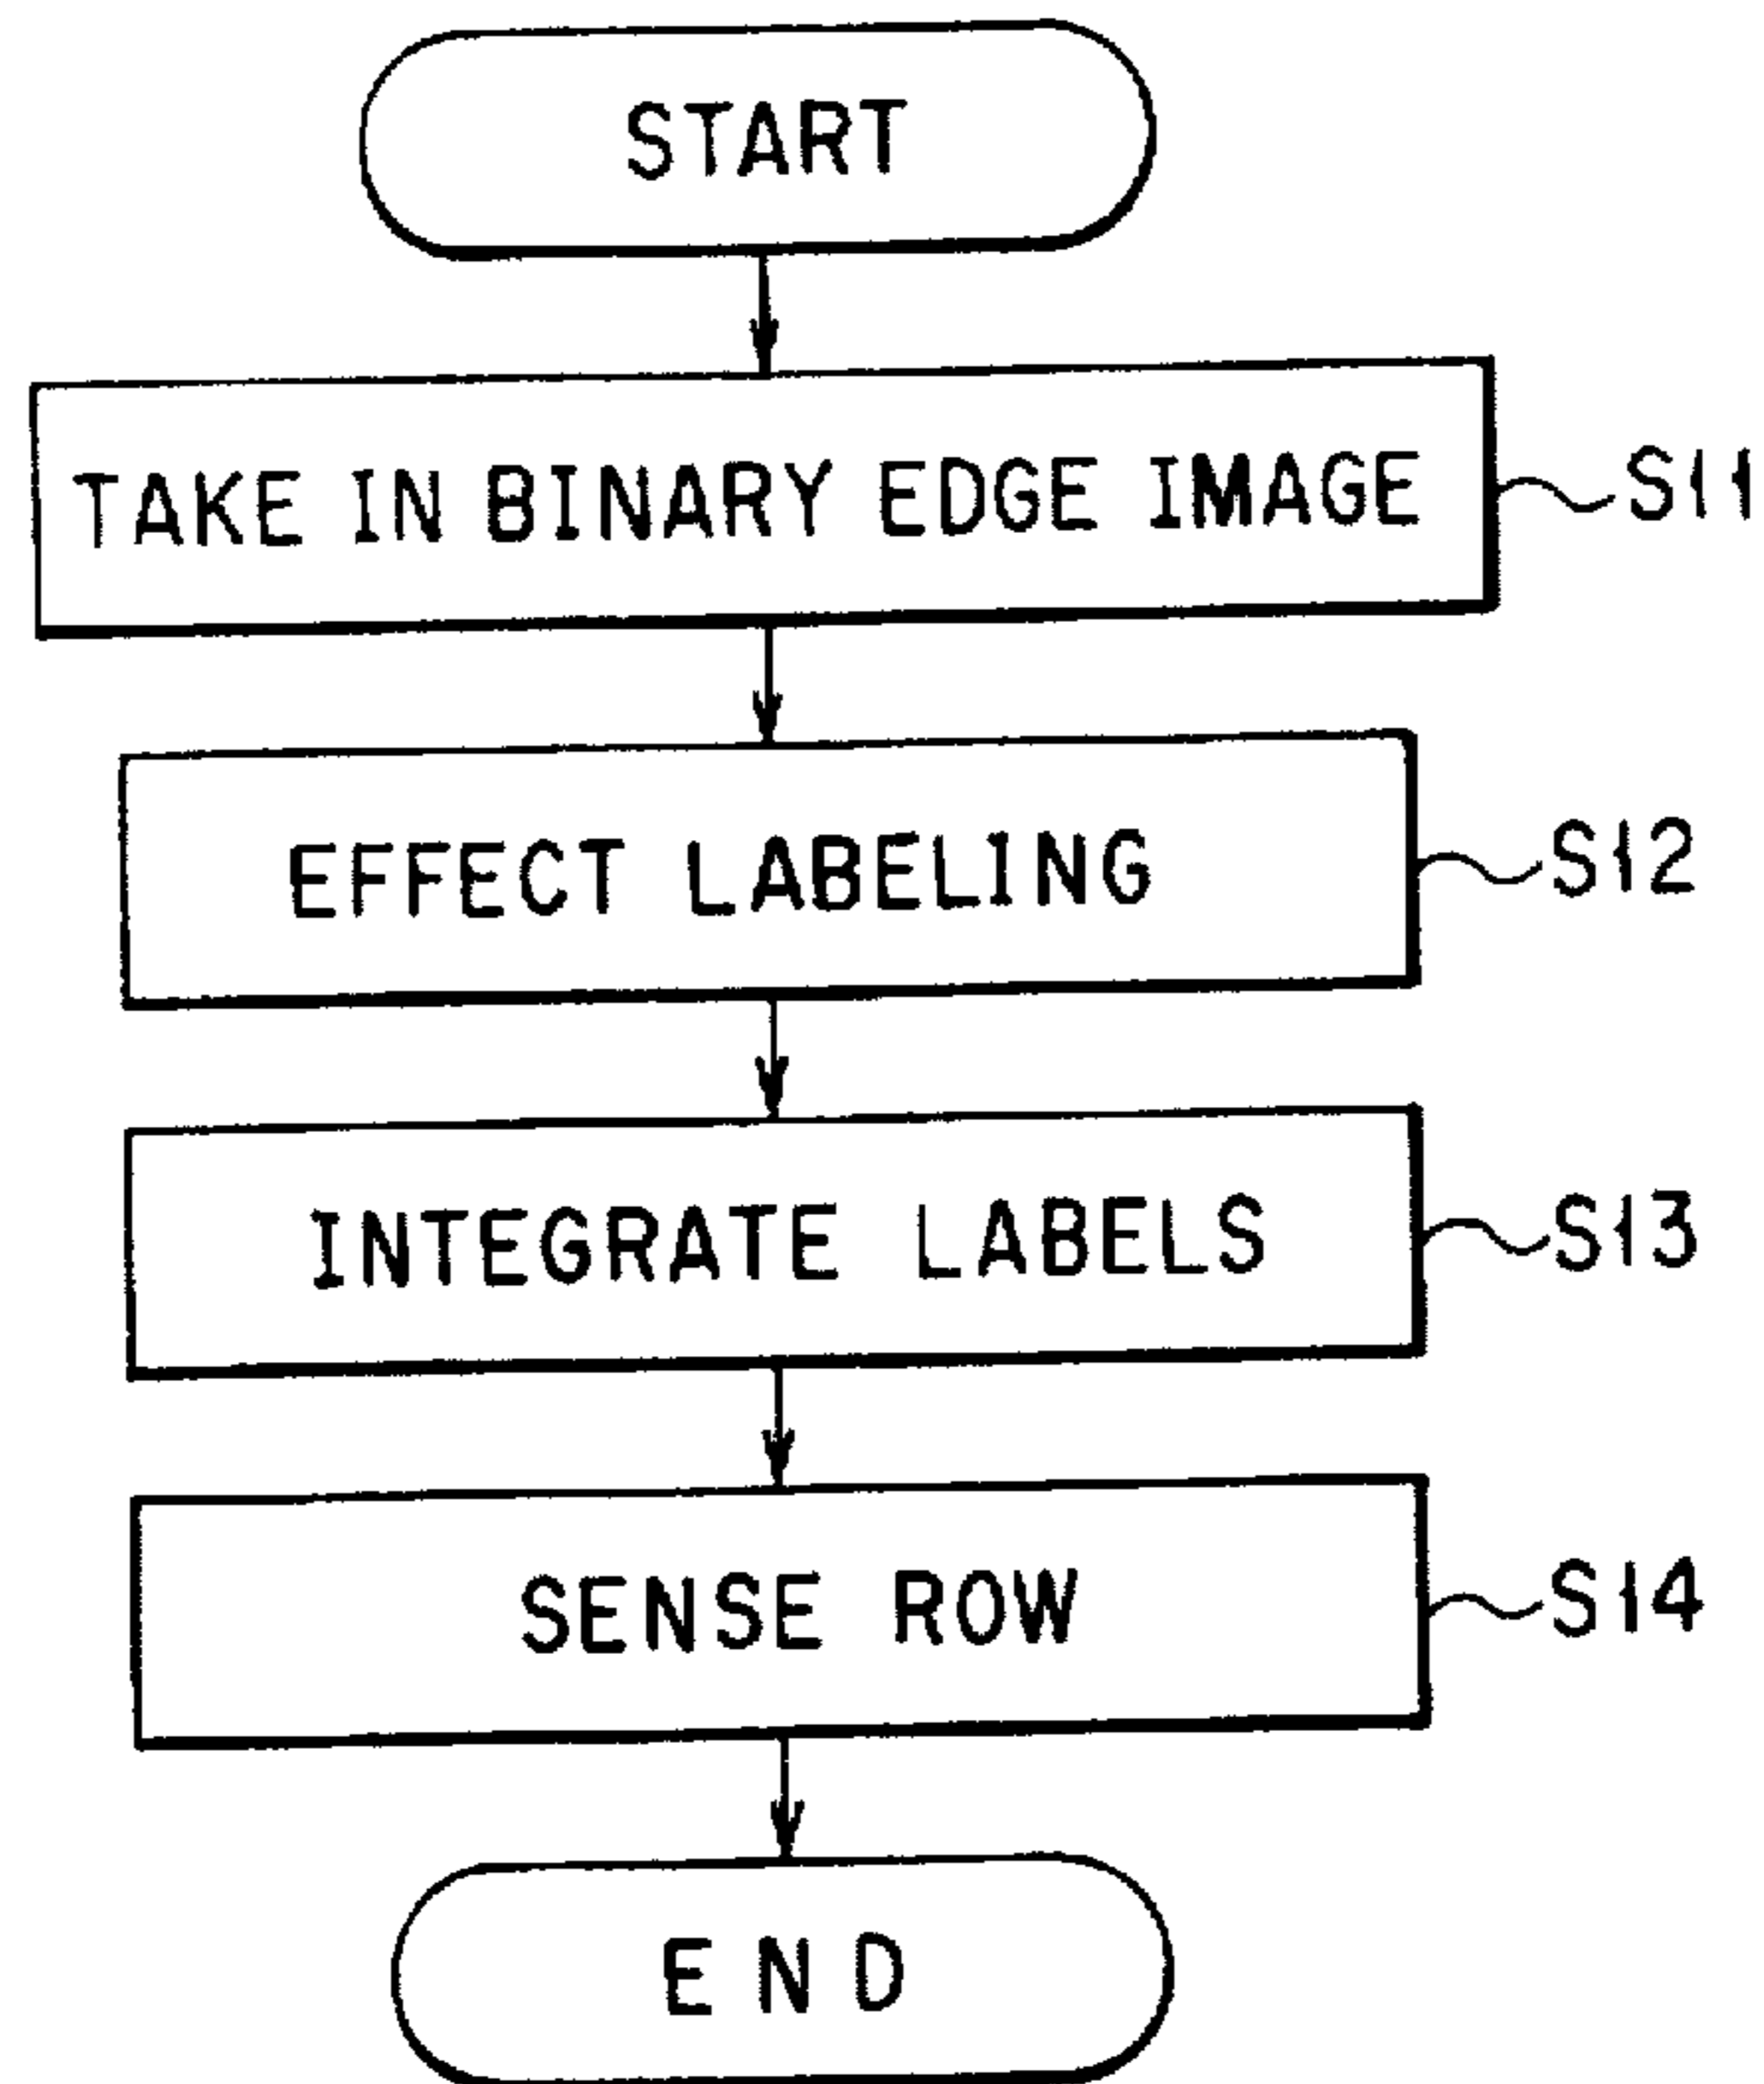 START
TAKE IN BINARY EDGE IMAGE S11
EFFECT LABELING S12
INTEGRATE LABELS S13
SENSE ROW S14
END